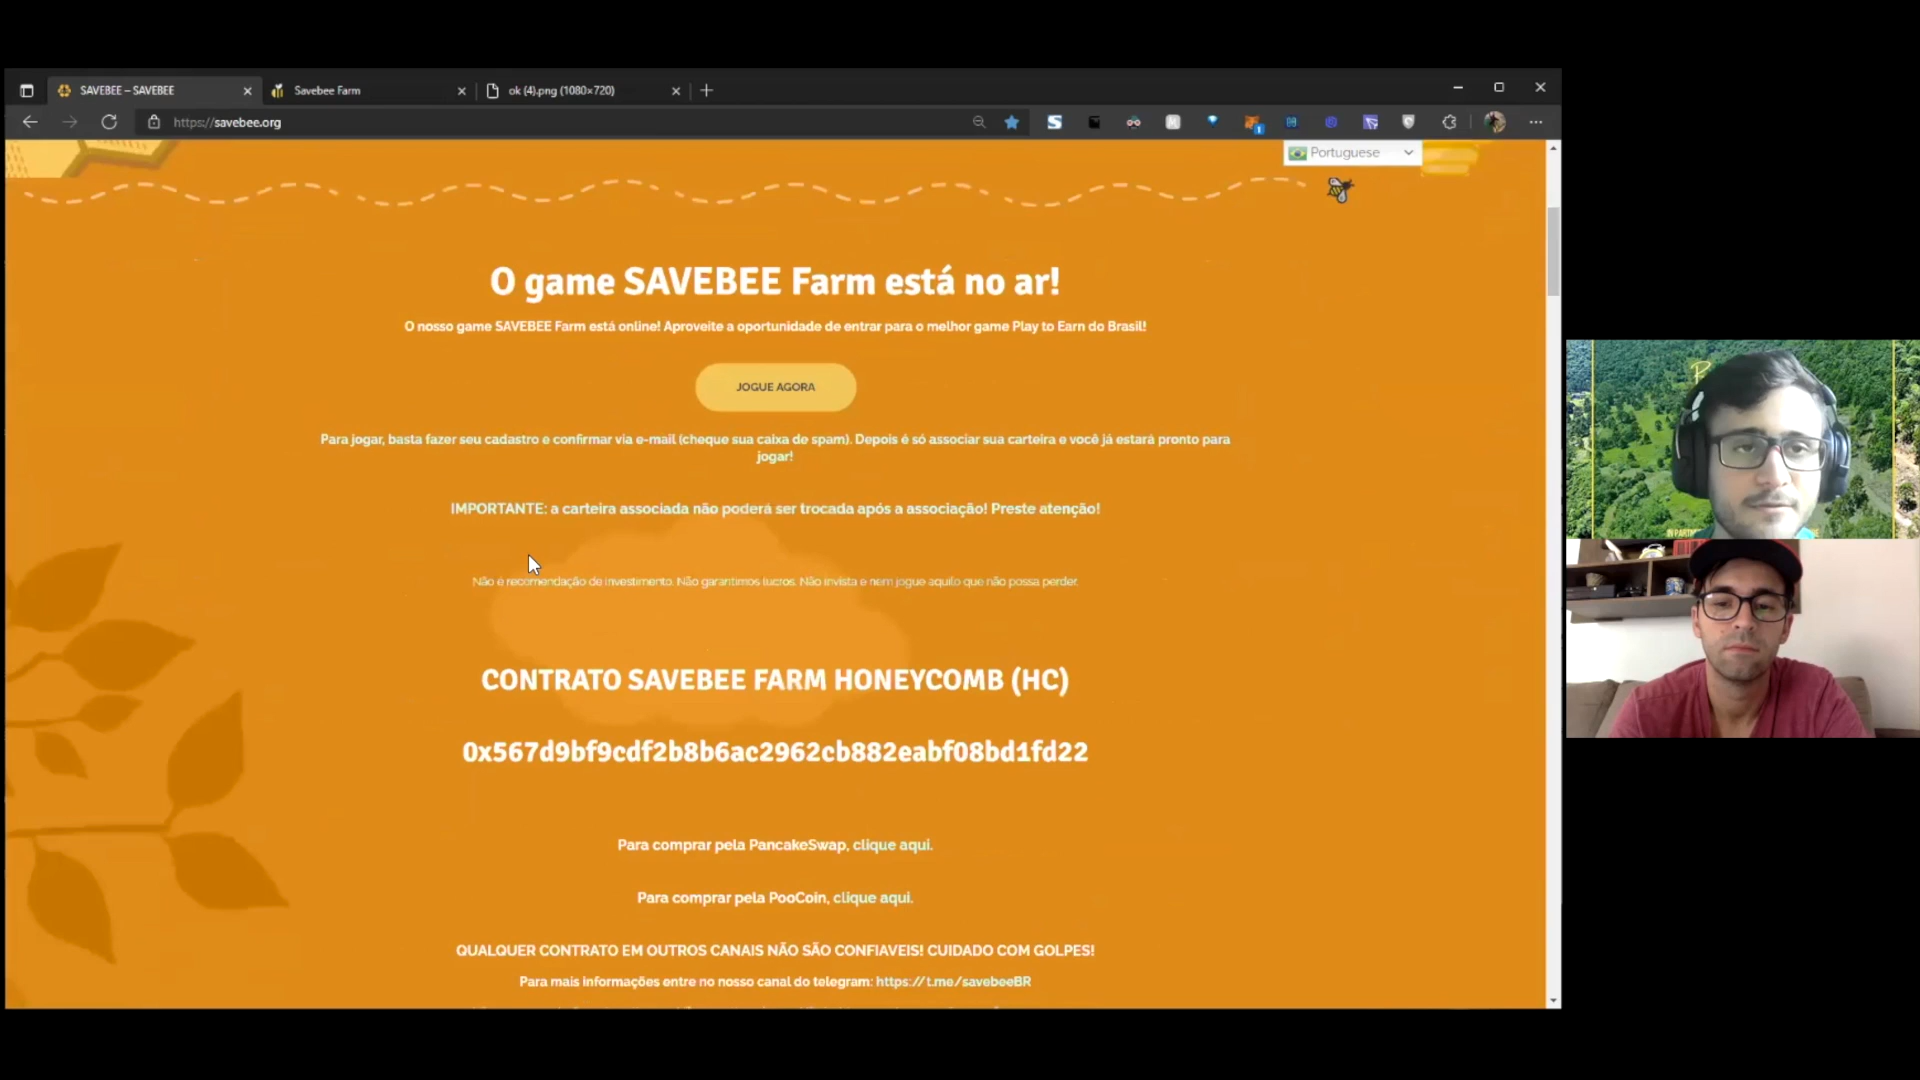 SAVEBEE – SAVEBEE
Savebee Farm
ok (4).png (1080×720)
https://savebee.org
Portuguese
O game SAVEBEE Farm está no ar!
O nosso game SAVEBEE Farm está online! Aproveite a oportunidade de entrar para o melhor game Play to Earn do Brasil!
JOGUE AGORA
Para jogar, basta fazer seu cadastro e confirmar via e-mail (cheque sua caixa de spam). Depois é só associar sua carteira e você já estará pronto para
jogar!
IMPORTANTE: a carteira associada não poderá ser trocada após a associação! Preste atenção!
Não é recomendação de investimento. Não garantimos lucros. Não invista e nem jogue aquilo que não possa perder.
CONTRATO SAVEBEE FARM HONEYCOMB (HC)
0x567d9bf9cdf2b8b6ac2962cb882eabf08bd1fd22
Para comprar pela PancakeSwap, clique aqui.
Para comprar pela PooCoin, clique aqui.
QUALQUER CONTRATO EM OUTROS CANAIS NÃO SÃO CONFIAVEIS! CUIDADO COM GOLPES!
Para mais informações entre no nosso canal do telegram: https://t.me/savebeeBR